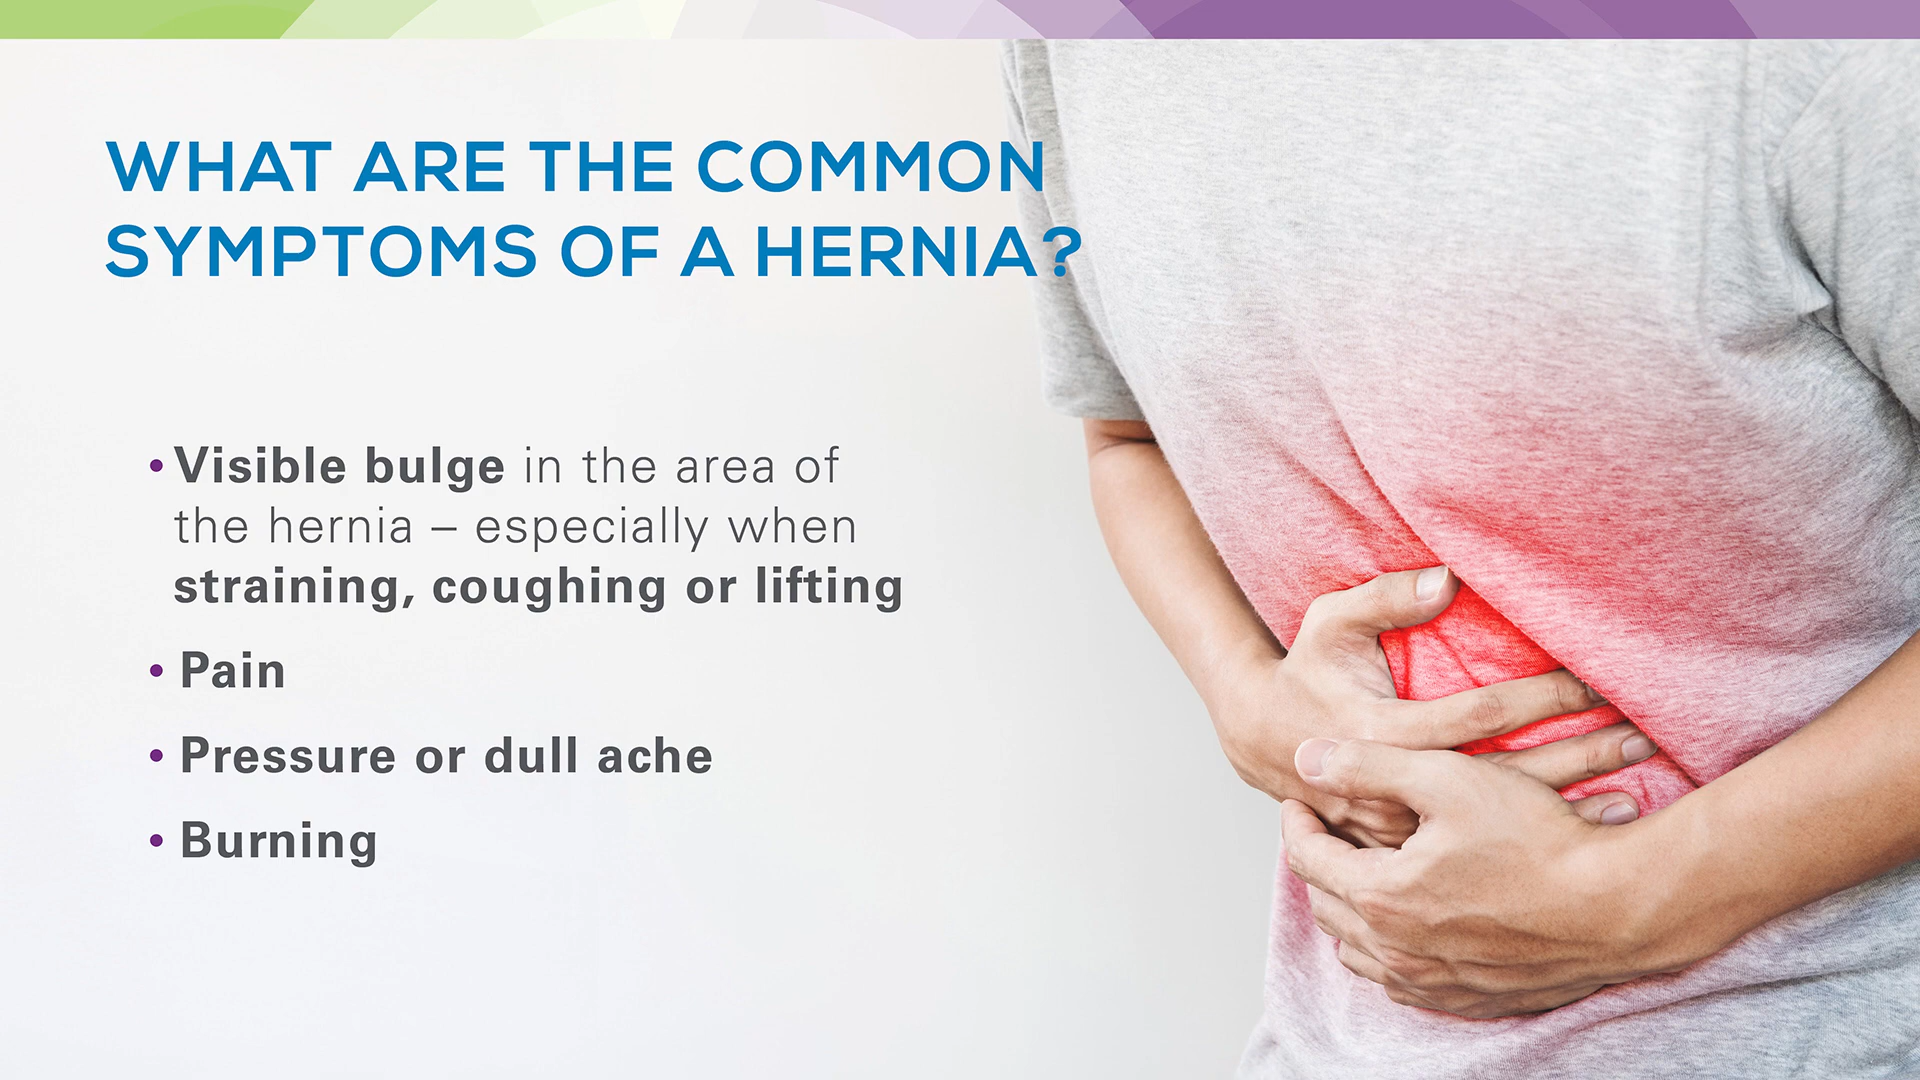 WHAT ARE THE COMMON
SYMPTOMS OF A HERNIA?
• Visible bulge in the area of
the hernia – especially when
straining, coughing or lifting
• Pain
• Pressure or dull ache
• Burning